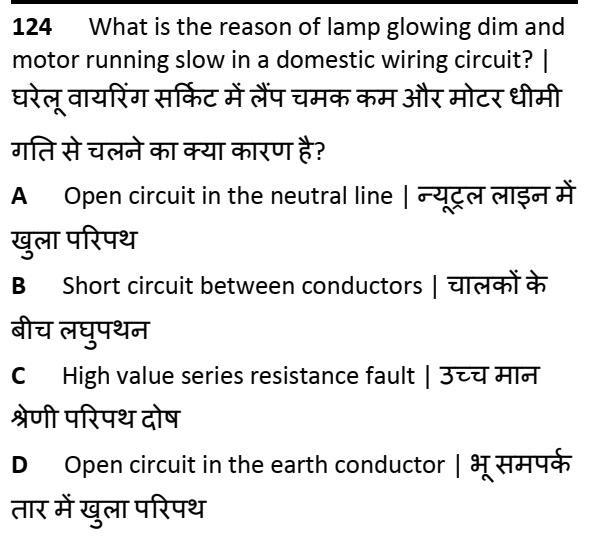 124 What is the reason of lamp glowing dim and
motor running slow in a domestic wiring circuit? |
घरेलू वायरिंग सर्किट में लैंप चमक कम और मोटर धीमी
गति से चलने का क्या कारण है?
A Open circuit in the neutral line | न्यूट्रल लाइन में
खुला परिपथ
B Short circuit between conductors | चालकों के
बीच लघुपथन
C High value series resistance fault | उच्च मान
श्रेणी परिपथ दोष
D Open circuit in the earth conductor | भू समपर्क
तार में खुला परिपथ